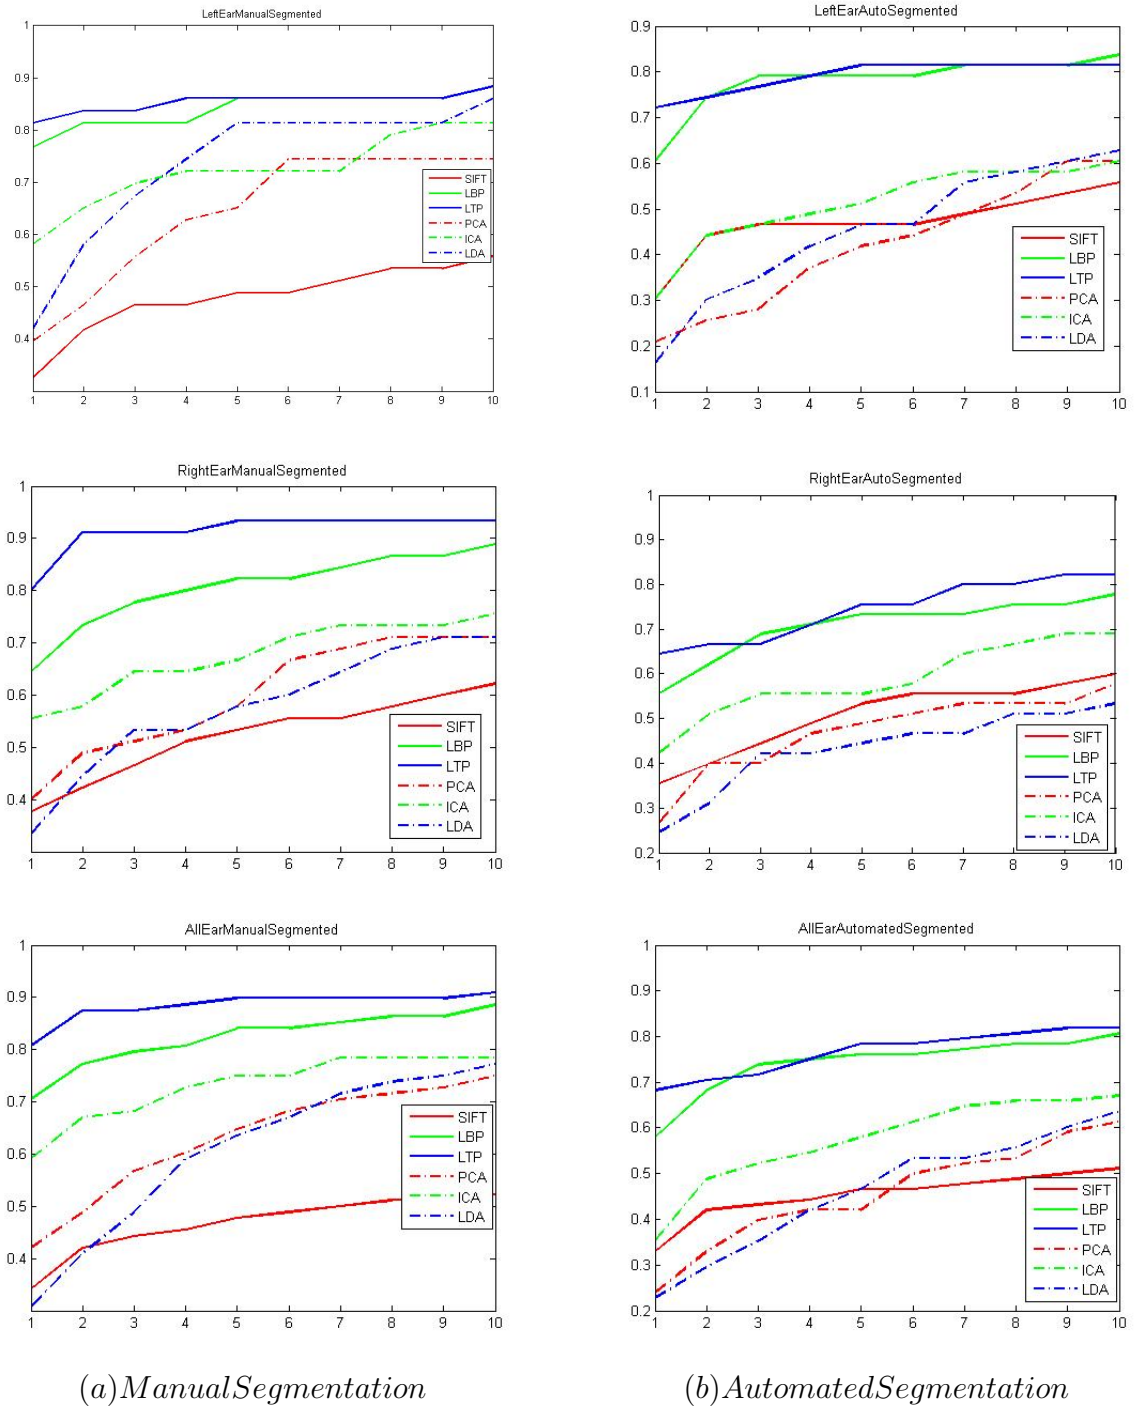 LeftEarManualSegmented
1
0.9
0.8
0.7
0.6
0.5
0.4
1 2 3 4 5 6 7 8 9 10
SIFT
LBP
LTP
PCA
ICA
LDA
LeftEarAutoSegmented
0.9
0.8
0.7
0.6
0.5
0.4
0.3
0.2
0.1
1 2 3 4 5 6 7 8 9 10
SIFT
LBP
LTP
PCA
ICA
LDA
RightEarManualSegmented
1
0.9
0.8
0.7
0.6
0.5
0.4
1 2 3 4 5 6 7 8 9 10
SIFT
LBP
LTP
PCA
ICA
LDA
RightEarAutoSegmented
1
0.9
0.8
0.7
0.6
0.5
0.4
0.3
0.2
1 2 3 4 5 6 7 8 9 10
SIFT
LBP
LTP
PCA
ICA
LDA
AllEarManualSegmented
1
0.9
0.8
0.7
0.6
0.5
0.4
1 2 3 4 5 6 7 8 9 10
SIFT
LBP
LTP
PCA
ICA
LDA
AllEarAutomatedSegmented
1
0.9
0.8
0.7
0.6
0.5
0.4
0.3
0.2
1 2 3 4 5 6 7 8 9 10
SIFT
LBP
LTP
PCA
ICA
LDA
(a)ManualSegmentation
(b)AutomatedSegmentation